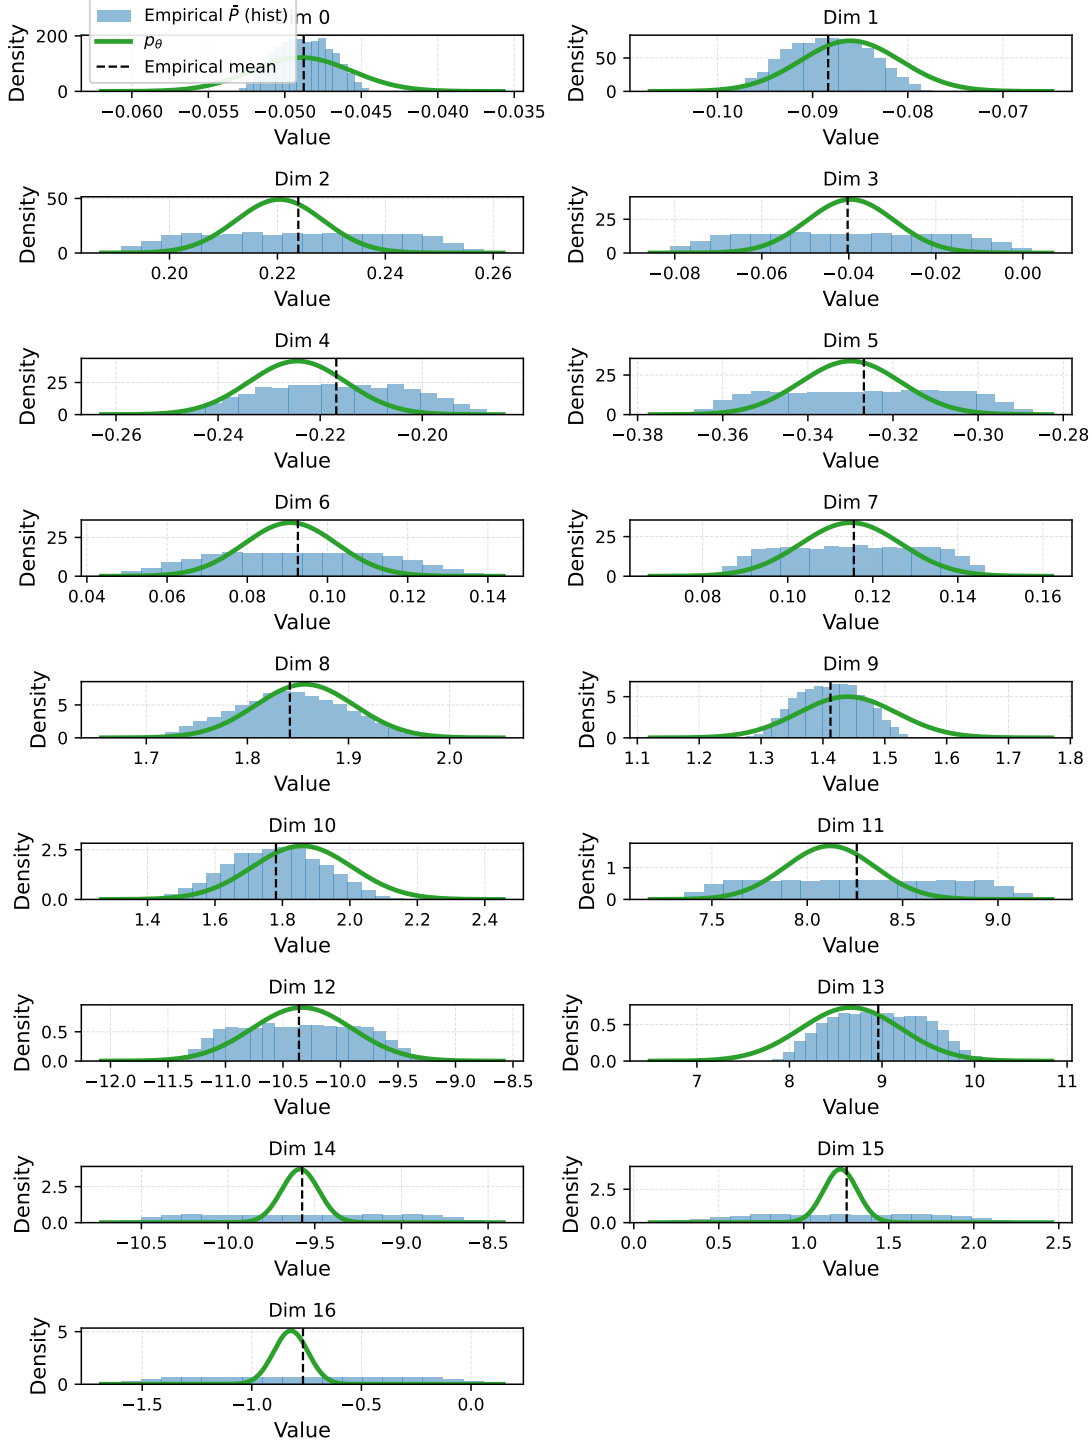 Empirical P̄ (hist)
p_θ
Empirical mean
Dim 0
Density
200
100
0
−0.060 −0.055 −0.050 −0.045 −0.040 −0.035
Value
Dim 1
Density
50
0
−0.10 −0.09 −0.08 −0.07
Value
Dim 2
Density
50
0
0.20 0.22 0.24 0.26
Value
Dim 3
Density
25
0
−0.08 −0.06 −0.04 −0.02 0.00
Value
Dim 4
Density
25
0
−0.26 −0.24 −0.22 −0.20
Value
Dim 5
Density
25
0
−0.38 −0.36 −0.34 −0.32 −0.30 −0.28
Value
Dim 6
Density
25
0
0.04 0.06 0.08 0.10 0.12 0.14
Value
Dim 7
Density
25
0
0.08 0.10 0.12 0.14 0.16
Value
Dim 8
Density
5
0
1.7 1.8 1.9 2.0
Value
Dim 9
Density
5
0
1.1 1.2 1.3 1.4 1.5 1.6 1.7 1.8
Value
Dim 10
Density
2.5
0.0
1.4 1.6 1.8 2.0 2.2 2.4
Value
Dim 11
Density
1
0
7.5 8.0 8.5 9.0
Value
Dim 12
Density
0.5
0.0
−12.0 −11.5 −11.0 −10.5 −10.0 −9.5 −9.0 −8.5
Value
Dim 13
Density
0.5
0.0
7 8 9 10 11
Value
Dim 14
Density
2.5
0.0
−10.5 −10.0 −9.5 −9.0 −8.5
Value
Dim 15
Density
2.5
0.0
0.0 0.5 1.0 1.5 2.0 2.5
Value
Dim 16
Density
5
0
−1.5 −1.0 −0.5 0.0
Value